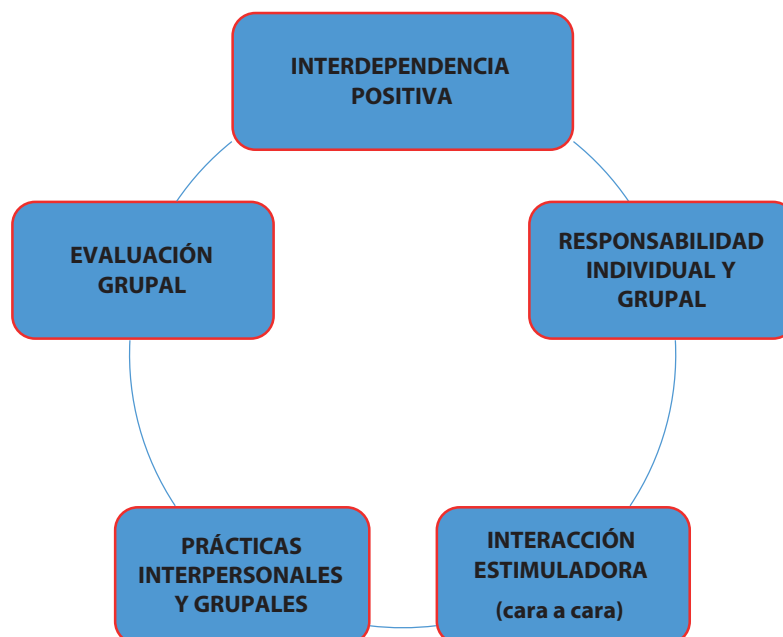 INTERDEPENDENCIA
POSITIVA
RESPONSABILIDAD
INDIVIDUAL Y
GRUPAL
INTERACCIÓN
ESTIMULADORA
(cara a cara)
PRÁCTICAS
INTERPERSONALES
Y GRUPALES
EVALUACIÓN
GRUPAL